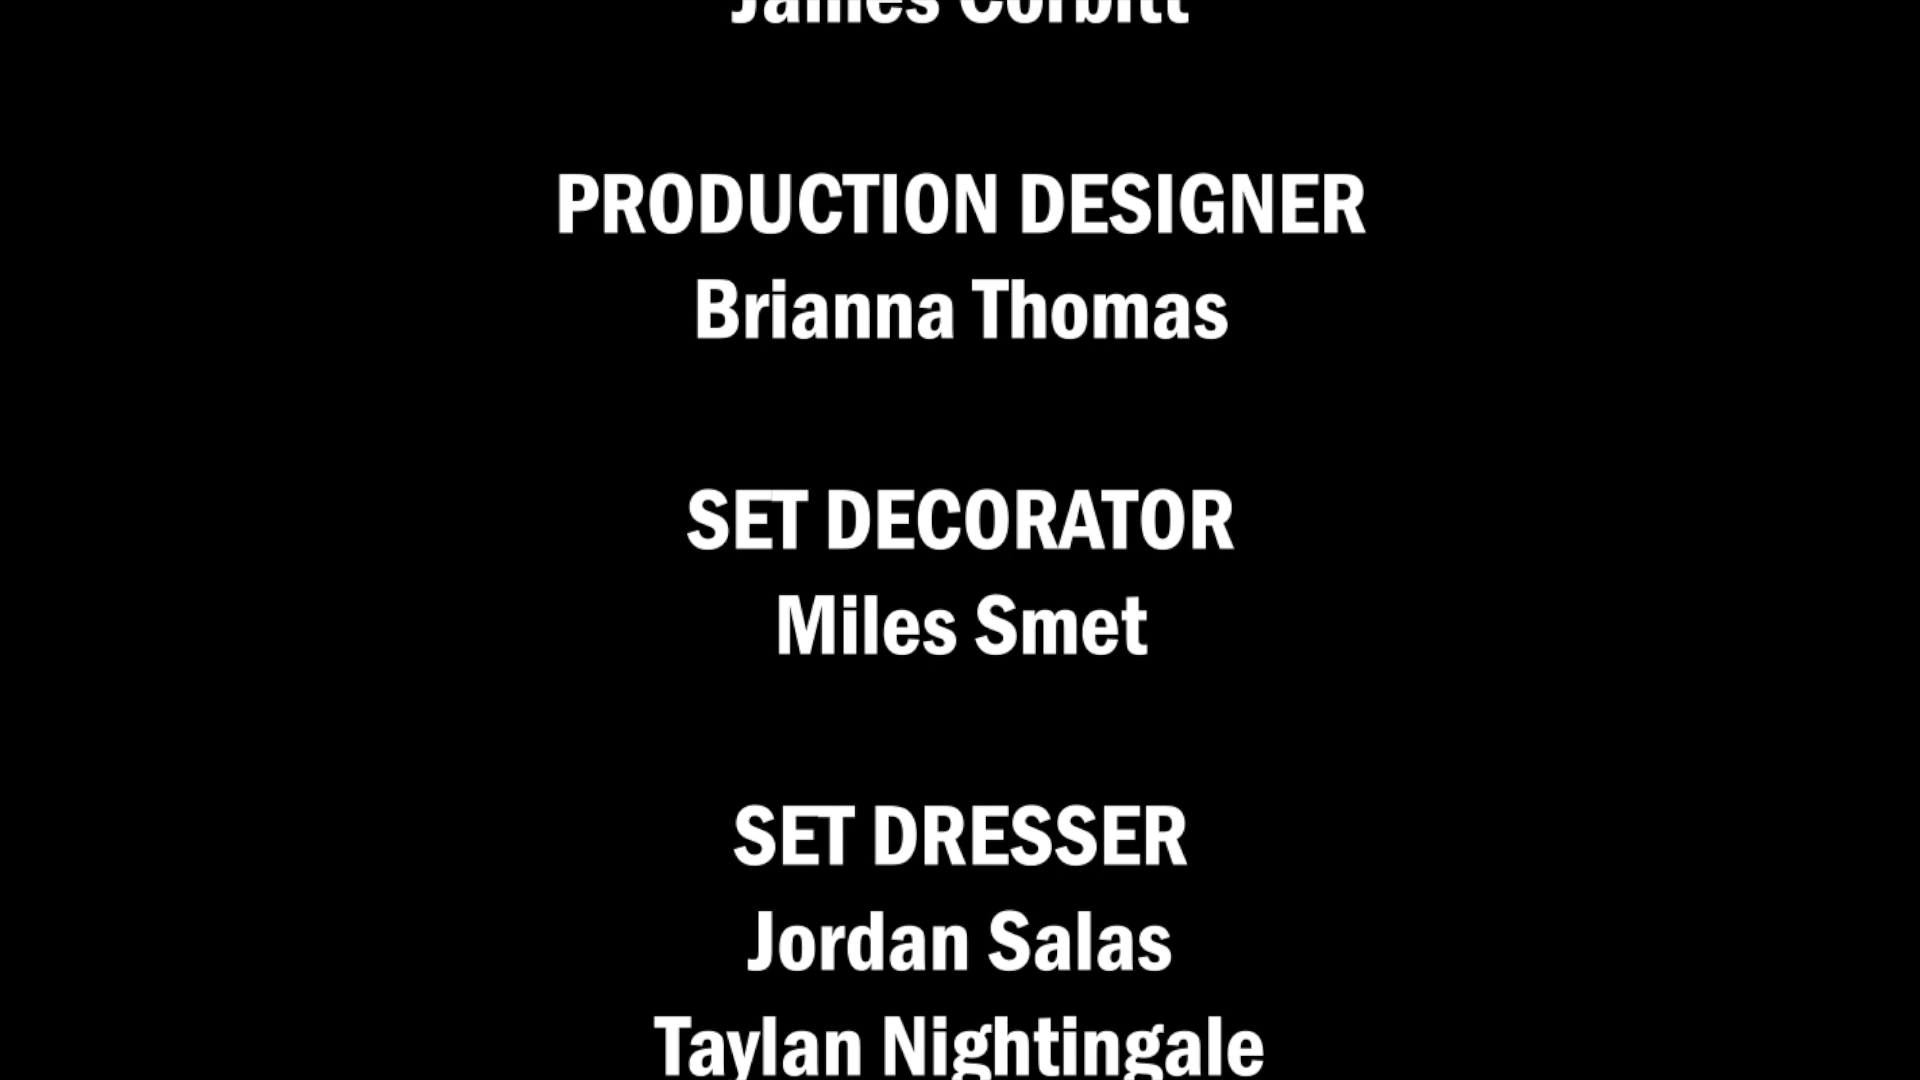 James Corbitt
PRODUCTION DESIGNER
Brianna Thomas
SET DECORATOR
Miles Smet
SET DRESSER
Jordan Salas
Taylan Nightingale